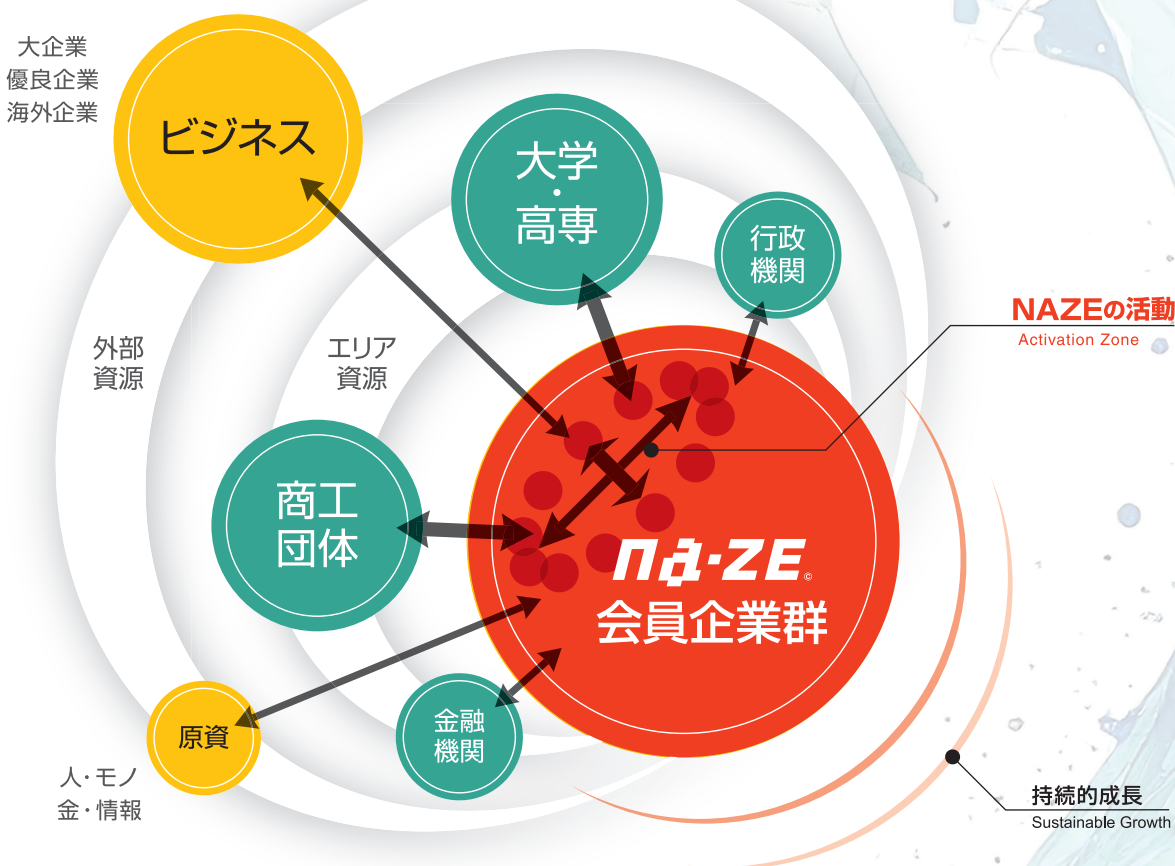 大企業
優良企業
海外企業
ビジネス
大学
・
高専
行政
機関
NAZEの活動
Activation Zone
外部
資源
エリア
資源
商工
団体
na・ZE©
会員企業群
原資
人・モノ
金・情報
金融
機関
持続的成長
Sustainable Growth